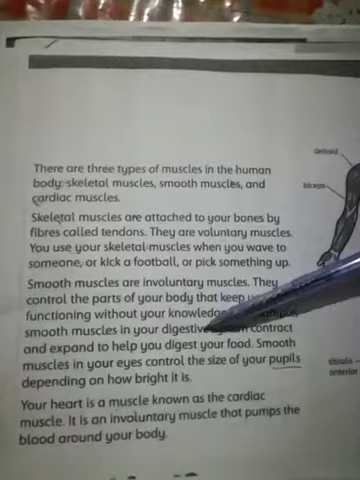 There are three types of muscles in the human
body: skeletal muscles, smooth muscles, and
cardiac muscles.
Skeletal muscles are attached to your bones by
fibres called tendons. They are voluntary muscles.
You use your skeletal muscles when you wave to
someone, or kick a football, or pick something up.
Smooth muscles are involuntary muscles. They
control the parts of your body that keep
functioning without your
smooth muscles in your digestive system contract
and expand to help you digest your food. Smooth
muscles in your eyes control the size of your pupils
depending on how bright it is.
Your heart is a muscle known as the cardiac
muscle. It is an involuntary muscle that pumps the
blood around your body.
deltoid
biceps
tibialis
anterior